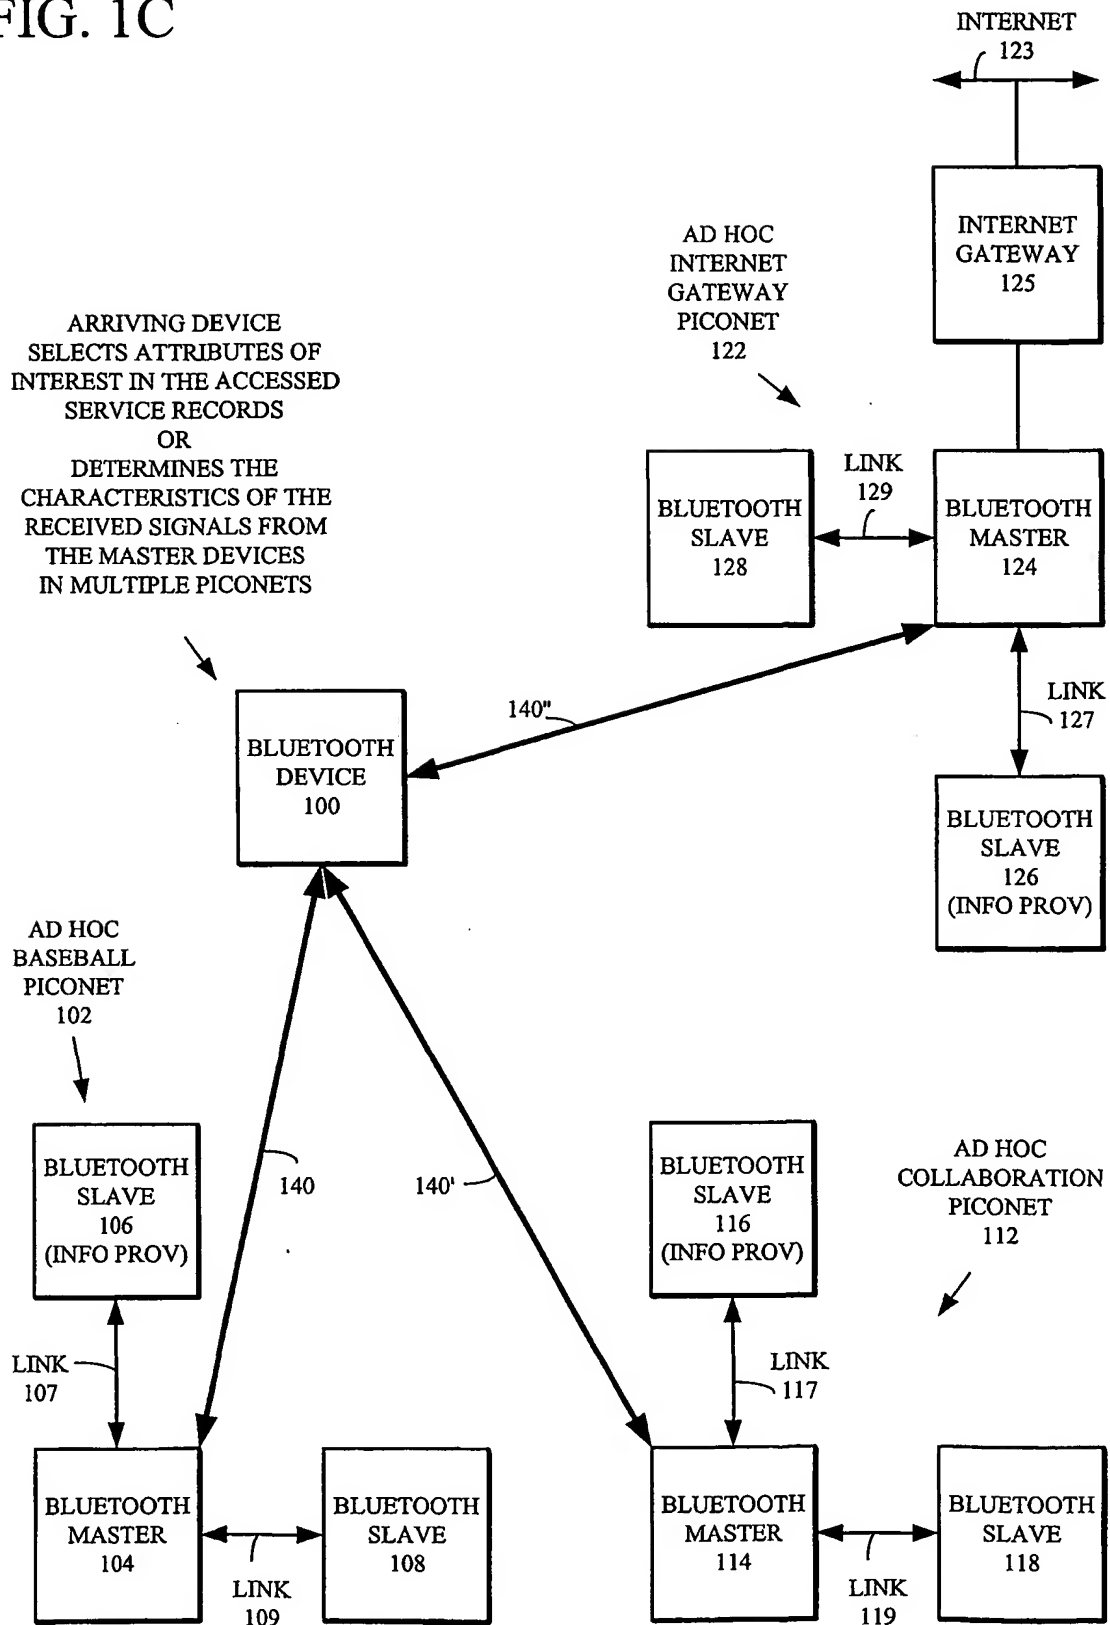 FIG. 1C
INTERNET
123
INTERNET
GATEWAY
125
AD HOC
INTERNET
GATEWAY
PICONET
122
ARRIVING DEVICE
SELECTS ATTRIBUTES OF
INTEREST IN THE ACCESSED
SERVICE RECORDS
OR
DETERMINES THE
CHARACTERISTICS OF THE
RECEIVED SIGNALS FROM
THE MASTER DEVICES
IN MULTIPLE PICONETS
BLUETOOTH
SLAVE
128
LINK
129
BLUETOOTH
MASTER
124
LINK
127
140"
BLUETOOTH
DEVICE
100
BLUETOOTH
SLAVE
126
(INFO PROV)
AD HOC
BASEBALL
PICONET
102
BLUETOOTH
SLAVE
106
(INFO PROV)
140
140'
BLUETOOTH
SLAVE
116
(INFO PROV)
AD HOC
COLLABORATION
PICONET
112
LINK
107
LINK
117
BLUETOOTH
MASTER
104
LINK
109
BLUETOOTH
SLAVE
108
BLUETOOTH
MASTER
114
LINK
119
BLUETOOTH
SLAVE
118